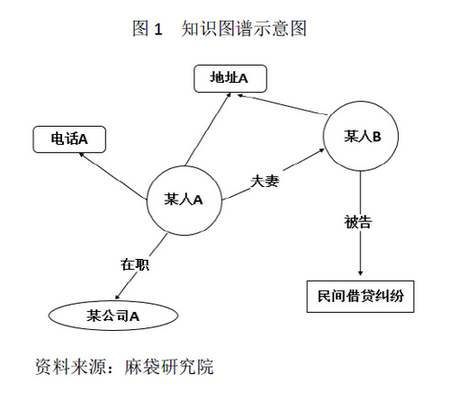 图 1 知识图谱示意图
地址A
电话A
某人B
某人A
夫妻
被告
在职
民间借贷纠纷
某公司A
资料来源：麻袋研究院